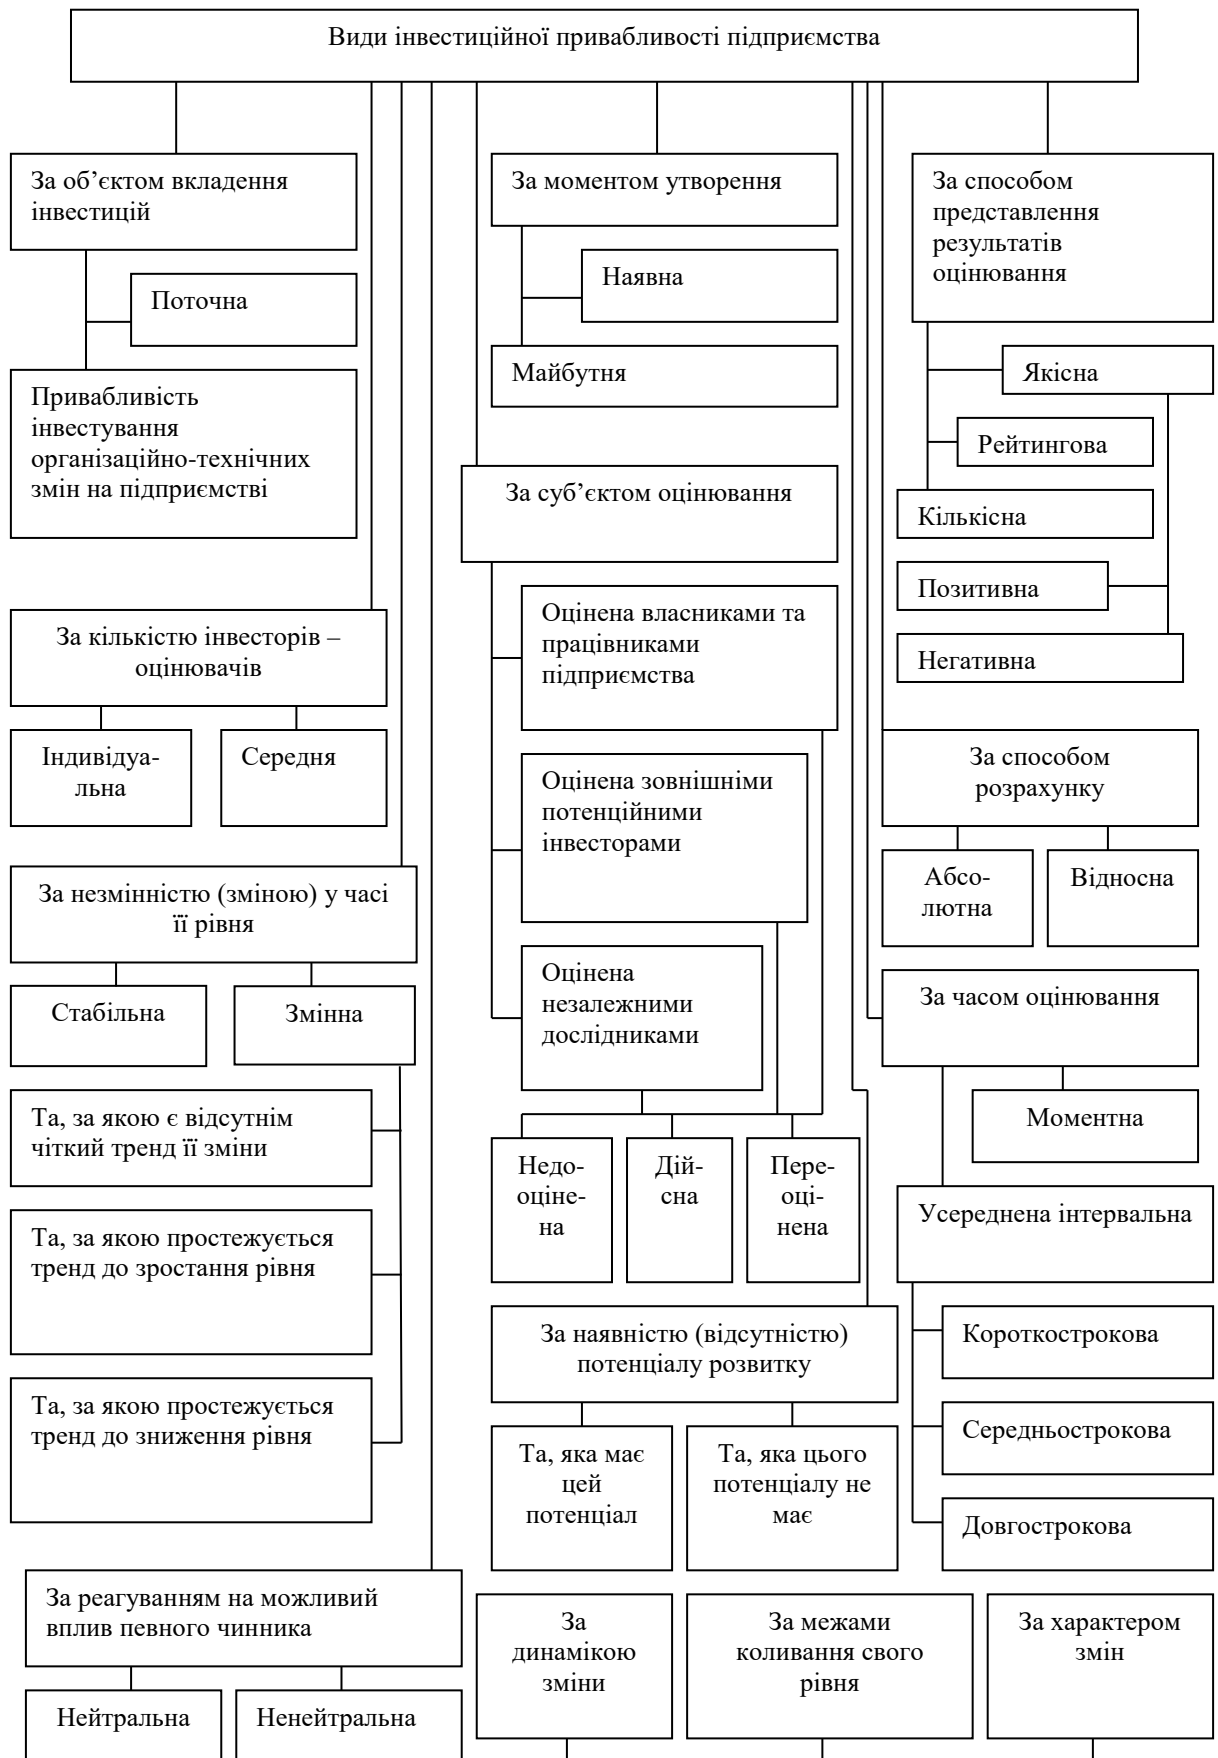 Види інвестиційної привабливості підприємства
За об’єктом вкладення
інвестицій
Поточна
Привабливість
інвестування
організаційно-технічних
змін на підприємстві
За кількістю інвесторів –
оцінювачів
Індивідуа-
льна
Середня
За незмінністю (зміною) у часі
її рівня
Стабільна
Змінна
Та, за якою є відсутнім
чіткий тренд її зміни
Та, за якою простежується
тренд до зростання рівня
Та, за якою простежується
тренд до зниження рівня
За реагуванням на можливий
вплив певного чинника
Нейтральна
Ненейтральна
За моментом утворення
Наявна
Майбутня
За суб’єктом оцінювання
Оцінена власниками та
працівниками
підприємства
Оцінена зовнішніми
потенційними
інвесторами
Оцінена
незалежними
дослідниками
Недо-
оціне-
на
Дій-
сна
Пере-
оці-
нена
За наявністю (відсутністю)
потенціалу розвитку
Та, яка має
цей
потенціал
Та, яка цього
потенціалу не
має
За
динамікою
зміни
За межами
коливання свого
рівня
За способом
представлення
результатів
оцінювання
Якісна
Рейтингова
Кількісна
Позитивна
Негативна
За способом
розрахунку
Абсо-
лютна
Відносна
За часом оцінювання
Моментна
Усереднена інтервальна
Короткострокова
Середньострокова
Довгострокова
За характером
змін